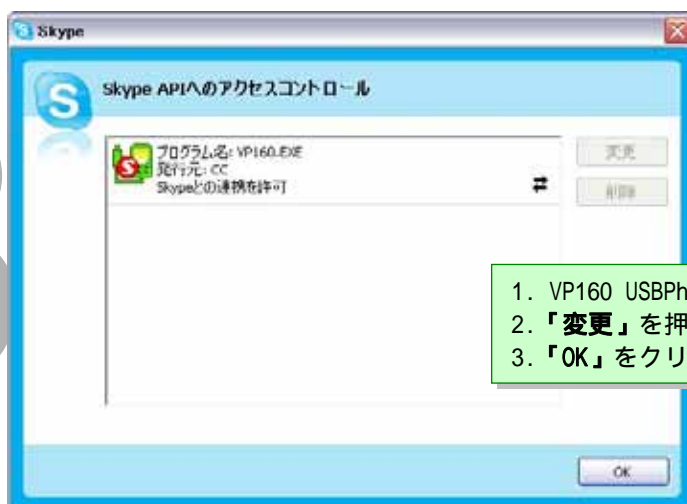 Skype
Skype APIへのアクセスコントロール
プログラム名: VP160.EXE
発行元: CC
Skypeとの連携を許可
変更
削除
1. VP160 USBPh
2.「変更」を押
3.「OK」をクリ
OK